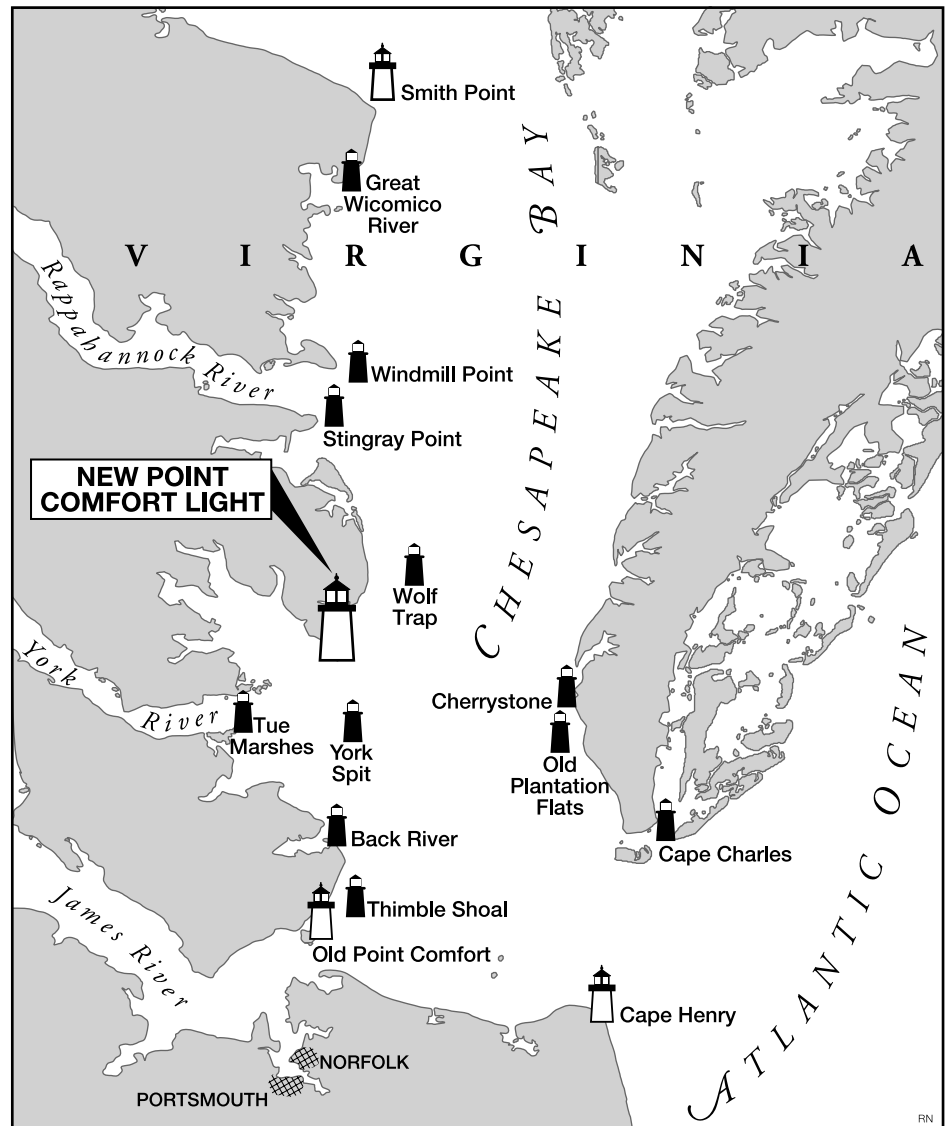 Smith Point
Great
Wicomico
River
CHESAPEAKE BAY
VIRGINIA
Rappahannock River
Windmill Point
Stingray Point
NEW POINT
COMFORT LIGHT
Wolf
Trap
York River
Tue
Marshes
York
Spit
Cherrystone
Old
Plantation
Flats
Back River
Cape Charles
James River
Thimble Shoal
Old Point Comfort
Cape Henry
ATLANTIC OCEAN
NORFOLK
PORTSMOUTH
RN